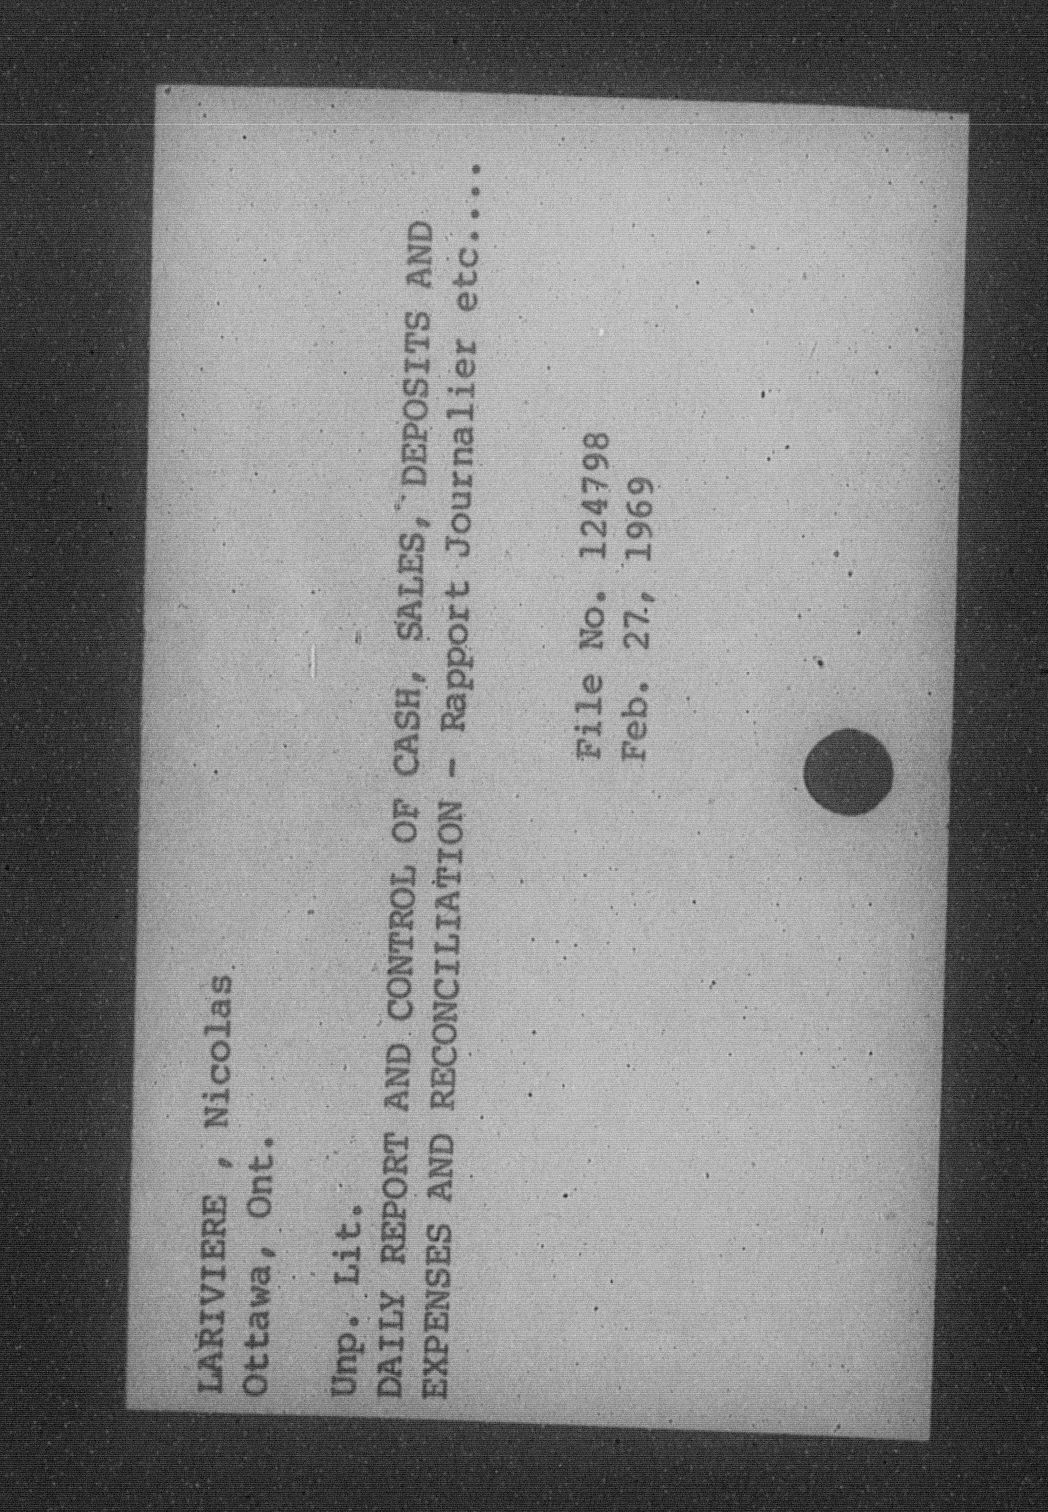 LARIVIERE , Nicolas
Ottawa, Ont.
Unp. Lit.
DAILY REPORT AND CONTROL OF CASH, SALES, DEPOSITS AND
EXPENSES AND RECONCILIATION - Rapport Journalier etc....
File No. 124798
Feb. 27, 1969